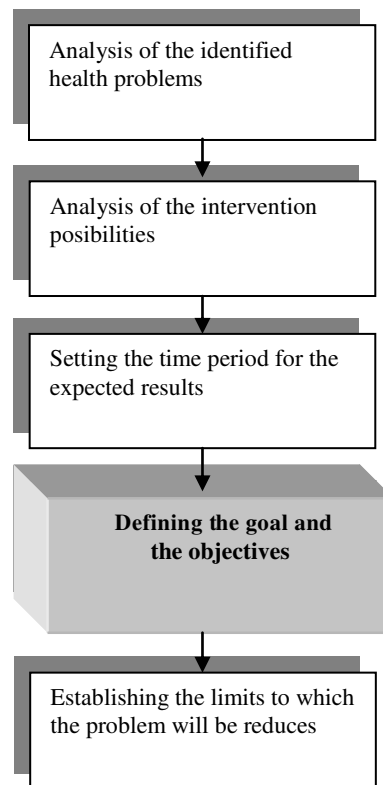 Analysis of the identified
health problems
Analysis of the intervention
posibilities
Setting the time period for the
expected results
Defining the goal and
the objectives
Establishing the limits to which
the problem will be reduces